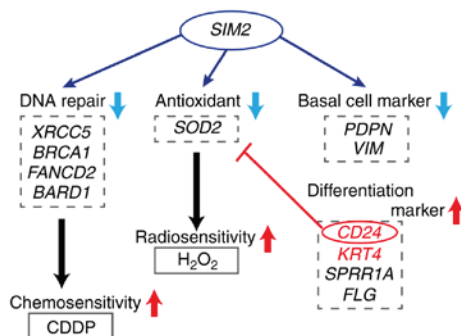 SIM2
DNA repair
XRCC5
BRCA1
FANCD2
BARD1
Chemosensitivity
CDDP
Antioxidant
SOD2
Radiosensitivity
H₂O₂
Basal cell marker
PDPN
VIM
Differentiation
marker
CD24
KRT4
SPRR1A
FLG